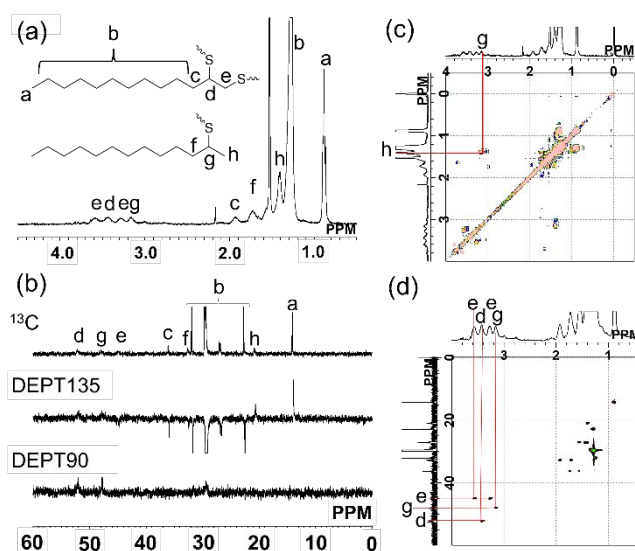 (a)
b
S
a
c
d
e
S
S
f
g
h
e
d
e
g
c
f
h
b
a
PPM
4.0 3.0 2.0 1.0
(b)
b
¹³C
d
g
e
c
f
h
a
DEPT135
DEPT90
PPM
60 50 40 30 20 10 0
(c)
g
PPM
PPM
4 3 2 1 0
h
0
1
2
3
(d)
e
d
e
g
PPM
PPM
3 2 1
0
20
40
e
g
d